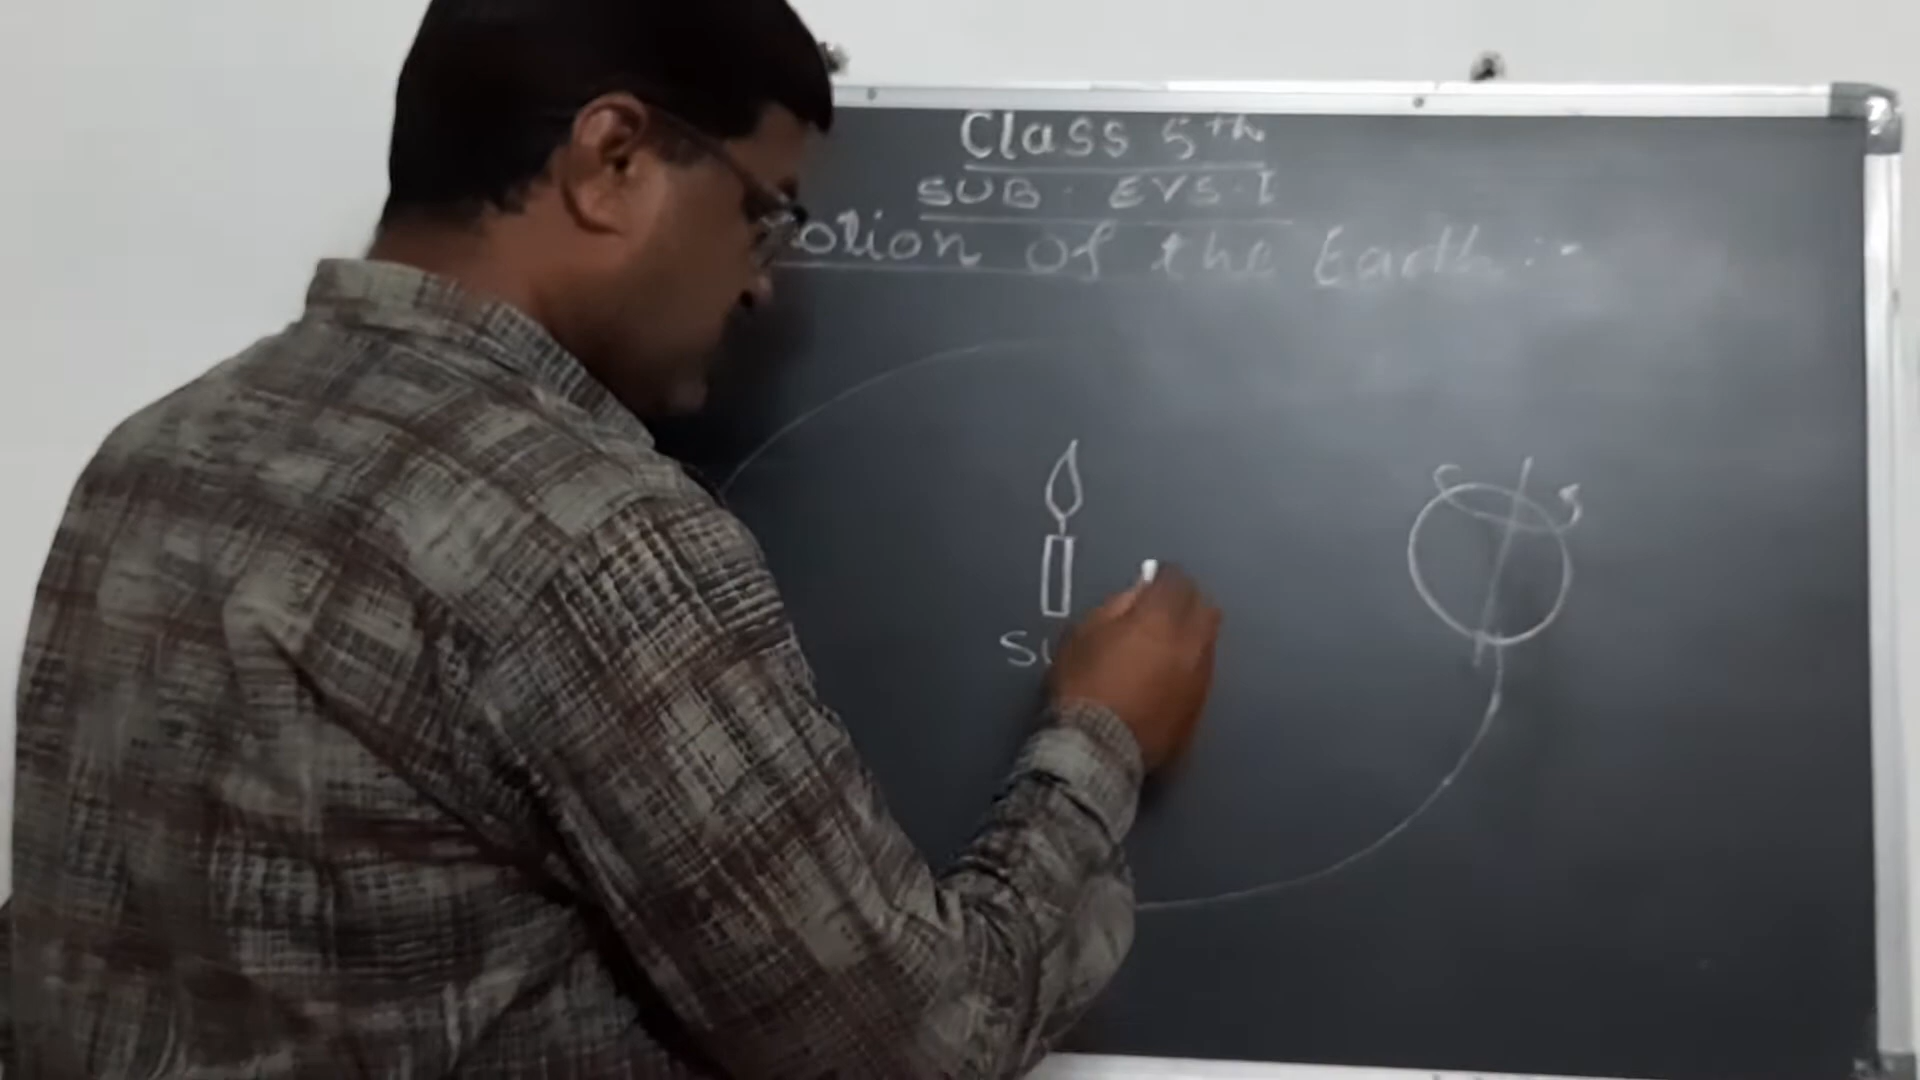 Class 5th
SUB : EVS-I
otion of the Earth :-
SU